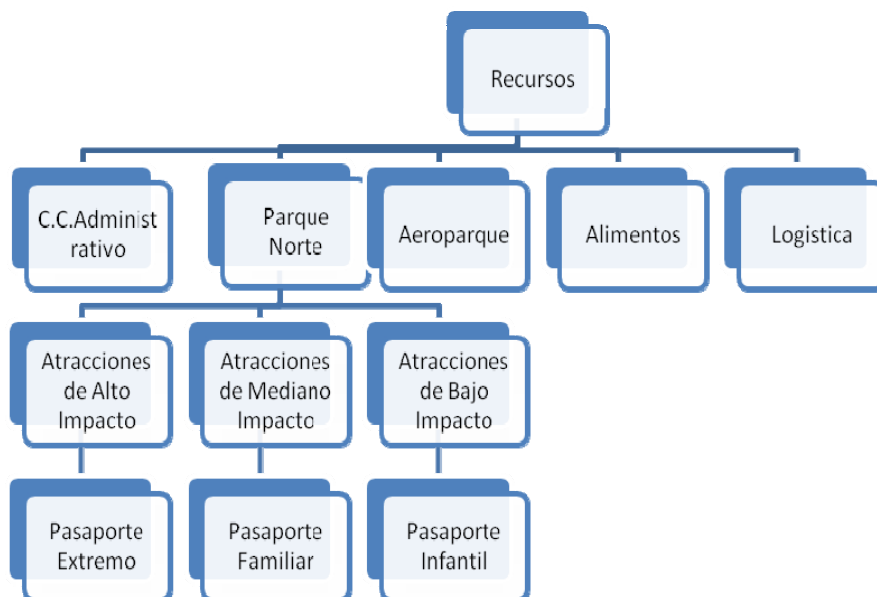 Recursos
C.C.Administ
rativo
Parque
Norte
Aeroparque
Alimentos
Logistica
Atracciones
de Alto
Impacto
Atracciones
de Mediano
Impacto
Atracciones
de Bajo
Impacto
Pasaporte
Extremo
Pasaporte
Familiar
Pasaporte
Infantil